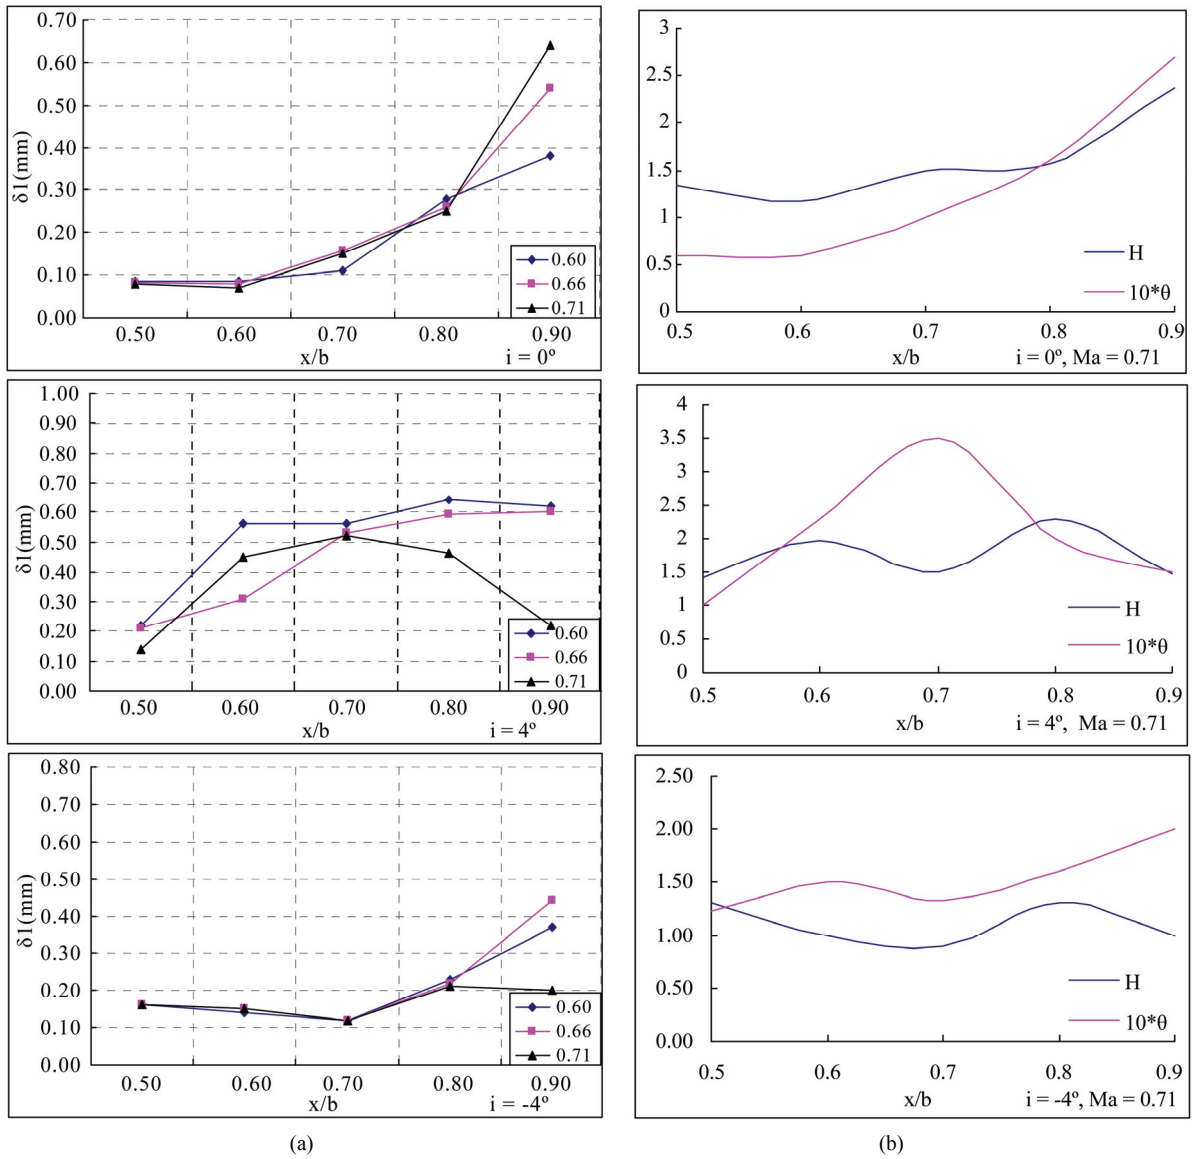 0.70
0.60
0.50
0.40
0.30
0.20
0.10
0.00
δ1(mm)
0.50 0.60 0.70 0.80 0.90
x/b
i = 0º
0.60
0.66
0.71
3
2.5
2
1.5
1
0.5
0
0.5 0.6 0.7 0.8 0.9
x/b
i = 0º, Ma = 0.71
H
10*θ
1.00
0.90
0.80
0.70
0.60
0.50
0.40
0.30
0.20
0.10
0.00
δ1(mm)
0.50 0.60 0.70 0.80 0.90
x/b
i = 4º
0.60
0.66
0.71
4
3.5
3
2.5
2
1.5
1
0.5
0
0.5 0.6 0.7 0.8 0.9
x/b
i = 4º, Ma = 0.71
H
10*θ
0.80
0.70
0.60
0.50
0.40
0.30
0.20
0.10
0.00
δ1(mm)
0.50 0.60 0.70 0.80 0.90
x/b
i = -4º
0.60
0.66
0.71
2.50
2.00
1.50
1.00
0.50
0.00
0.5 0.6 0.7 0.8 0.9
x/b
i = -4º, Ma = 0.71
H
10*θ
(a)
(b)